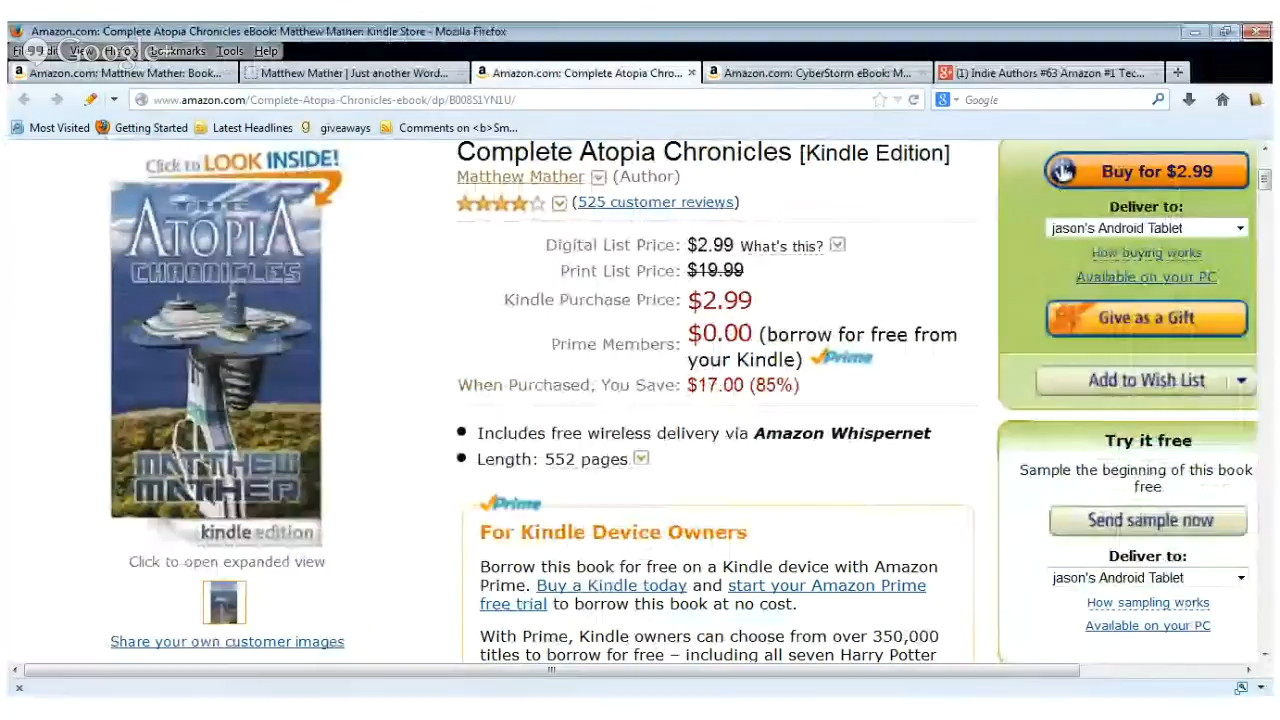 Amazon.com: Complete Atopia Chronicles eBook: Matthew Mather: Kindle Store - Mozilla Firefox
Edit View History Bookmarks Tools Help
Google+
Amazon.com: Matthew Mather: Book...
Matthew Mather | Just another Word...
Amazon.com: Complete Atopia Chro...
Amazon.com: CyberStorm eBook: M...
(1) Indie Authors #63 Amazon #1 Tec...
www.amazon.com/Complete-Atopia-Chronicles-ebook/dp/B008S1YN1U/
Google
Most Visited
Getting Started
Latest Headlines
giveaways
Comments on <b>Sm...
Click to LOOK INSIDE!
THE
ATOPIA
CHRONICLES
MATTHEW
MATHER
kindle edition
Click to open expanded view
Share your own customer images
Complete Atopia Chronicles [Kindle Edition]
Matthew Mather (Author)
(525 customer reviews)
Digital List Price: $2.99 What's this?
Print List Price: $19.99
Kindle Purchase Price: $2.99
Prime Members: $0.00 (borrow for free from
your Kindle) Prime
When Purchased, You Save: $17.00 (85%)
Includes free wireless delivery via Amazon Whispernet
Length: 552 pages
Prime
For Kindle Device Owners
Borrow this book for free on a Kindle device with Amazon
Prime. Buy a Kindle today and start your Amazon Prime
free trial to borrow this book at no cost.
With Prime, Kindle owners can choose from over 350,000
titles to borrow for free – including all seven Harry Potter
Buy for $2.99
Deliver to:
jason's Android Tablet
How buying works
Available on your PC
Give as a Gift
Add to Wish List
Try it free
Sample the beginning of this book
free
Send sample now
Deliver to:
jason's Android Tablet
How sampling works
Available on your PC